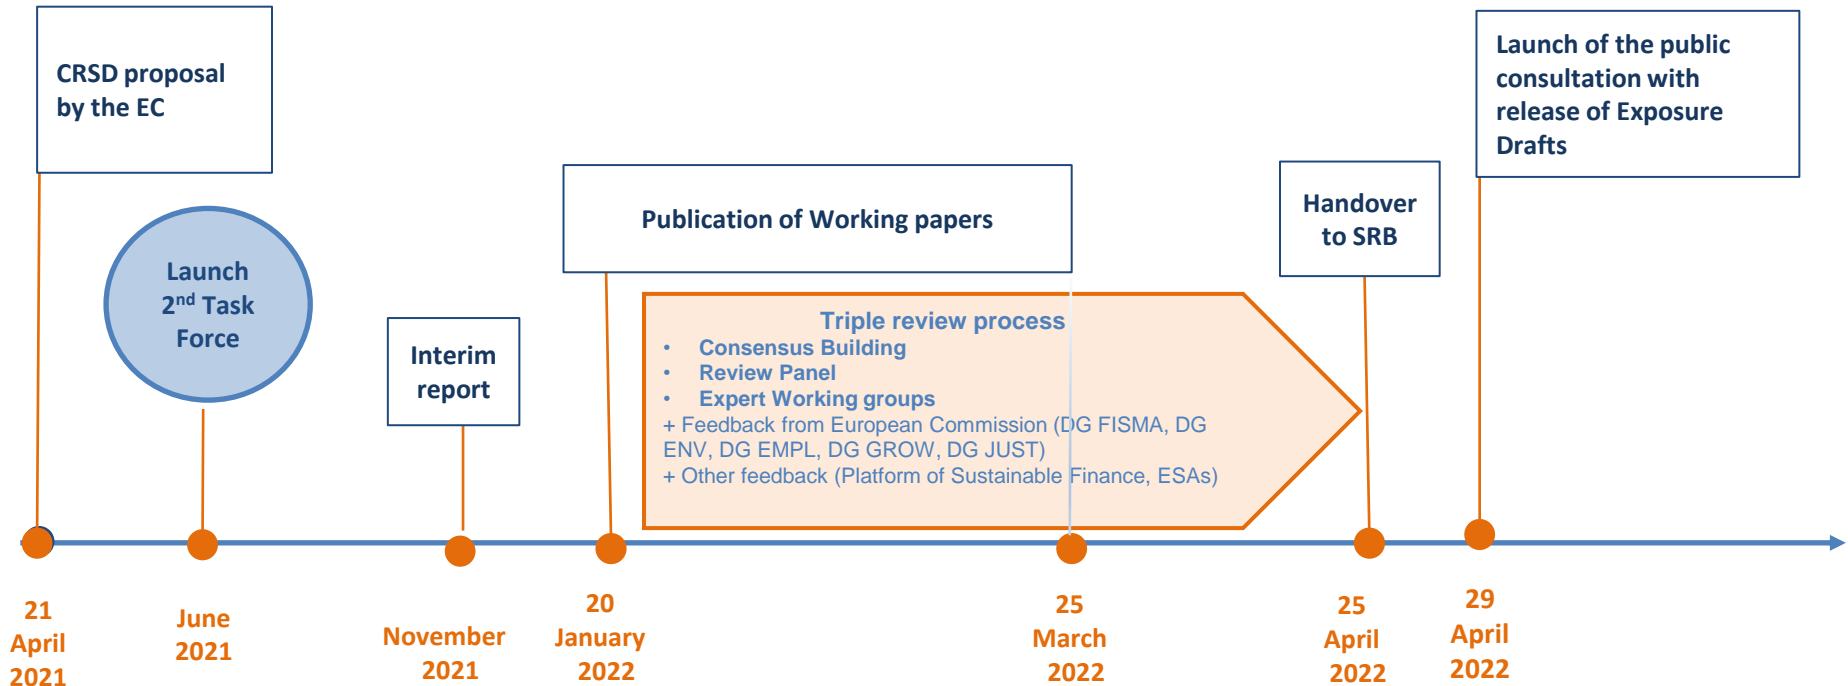 CRSD proposal
by the EC
Launch
2nd Task
Force
Interim
report
Publication of Working papers
Triple review process
• Consensus Building
• Review Panel
• Expert Working groups
+ Feedback from European Commission (DG FISMA, DG
ENV, DG EMPL, DG GROW, DG JUST)
+ Other feedback (Platform of Sustainable Finance, ESAs)
Handover
to SRB
Launch of the public
consultation with
release of Exposure
Drafts
21
April
2021
June
2021
November
2021
20
January
2022
25
March
2022
25
April
2022
29
April
2022